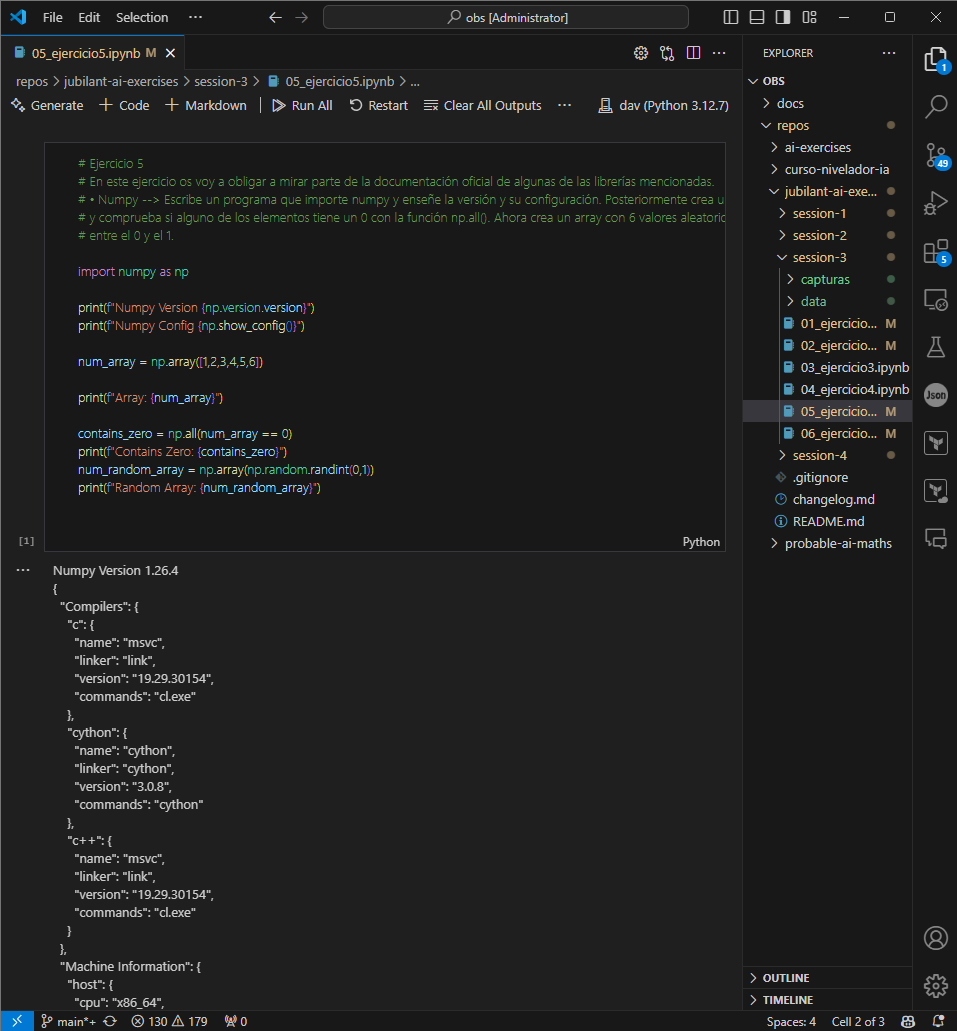 File Edit Selection ··· obs [Administrator]
05_ejercicio5.ipynb M
repos > jubilant-ai-exercises > session-3 > 05_ejercicio5.ipynb > ...
Generate + Code + Markdown | Run All Restart Clear All Outputs ··· dav (Python 3.12.7)
# Ejercicio 5
# En este ejercicio os voy a obligar a mirar parte de la documentación oficial de algunas de las librerías mencionadas.
# • Numpy --> Escribe un programa que importe numpy y enseñe la versión y su configuración. Posteriormente crea u
# y comprueba si alguno de los elementos tiene un 0 con la función np.all(). Ahora crea un array con 6 valores aleatorio
# entre el 0 y el 1.
import numpy as np
print(f"Numpy Version {np.version.version}")
print(f"Numpy Config {np.show_config()}")
num_array = np.array([1,2,3,4,5,6])
print(f"Array: {num_array}")
contains_zero = np.all(num_array == 0)
print(f"Contains Zero: {contains_zero}")
num_random_array = np.array(np.random.randint(0,1))
print(f"Random Array: {num_random_array}")
[1]
Python
Numpy Version 1.26.4
{
"Compilers": {
"c": {
"name": "msvc",
"linker": "link",
"version": "19.29.30154",
"commands": "cl.exe"
},
"cython": {
"name": "cython",
"linker": "cython",
"version": "3.0.8",
"commands": "cython"
},
"c++": {
"name": "msvc",
"linker": "link",
"version": "19.29.30154",
"commands": "cl.exe"
}
},
"Machine Information": {
"host": {
"cpu": "x86_64",
EXPLORER
OBS
docs
repos
ai-exercises
curso-nivelador-ia
jubilant-ai-exe...
session-1
session-2
session-3
capturas
data
01_ejercicio... M
02_ejercicio... M
03_ejercicio3.ipynb
04_ejercicio4.ipynb
05_ejercicio... M
06_ejercicio... M
session-4
.gitignore
changelog.md
README.md
probable-ai-maths
OUTLINE
TIMELINE
1
49
5
Json
main*+ 130 179 0 Spaces: 4 Cell 2 of 3